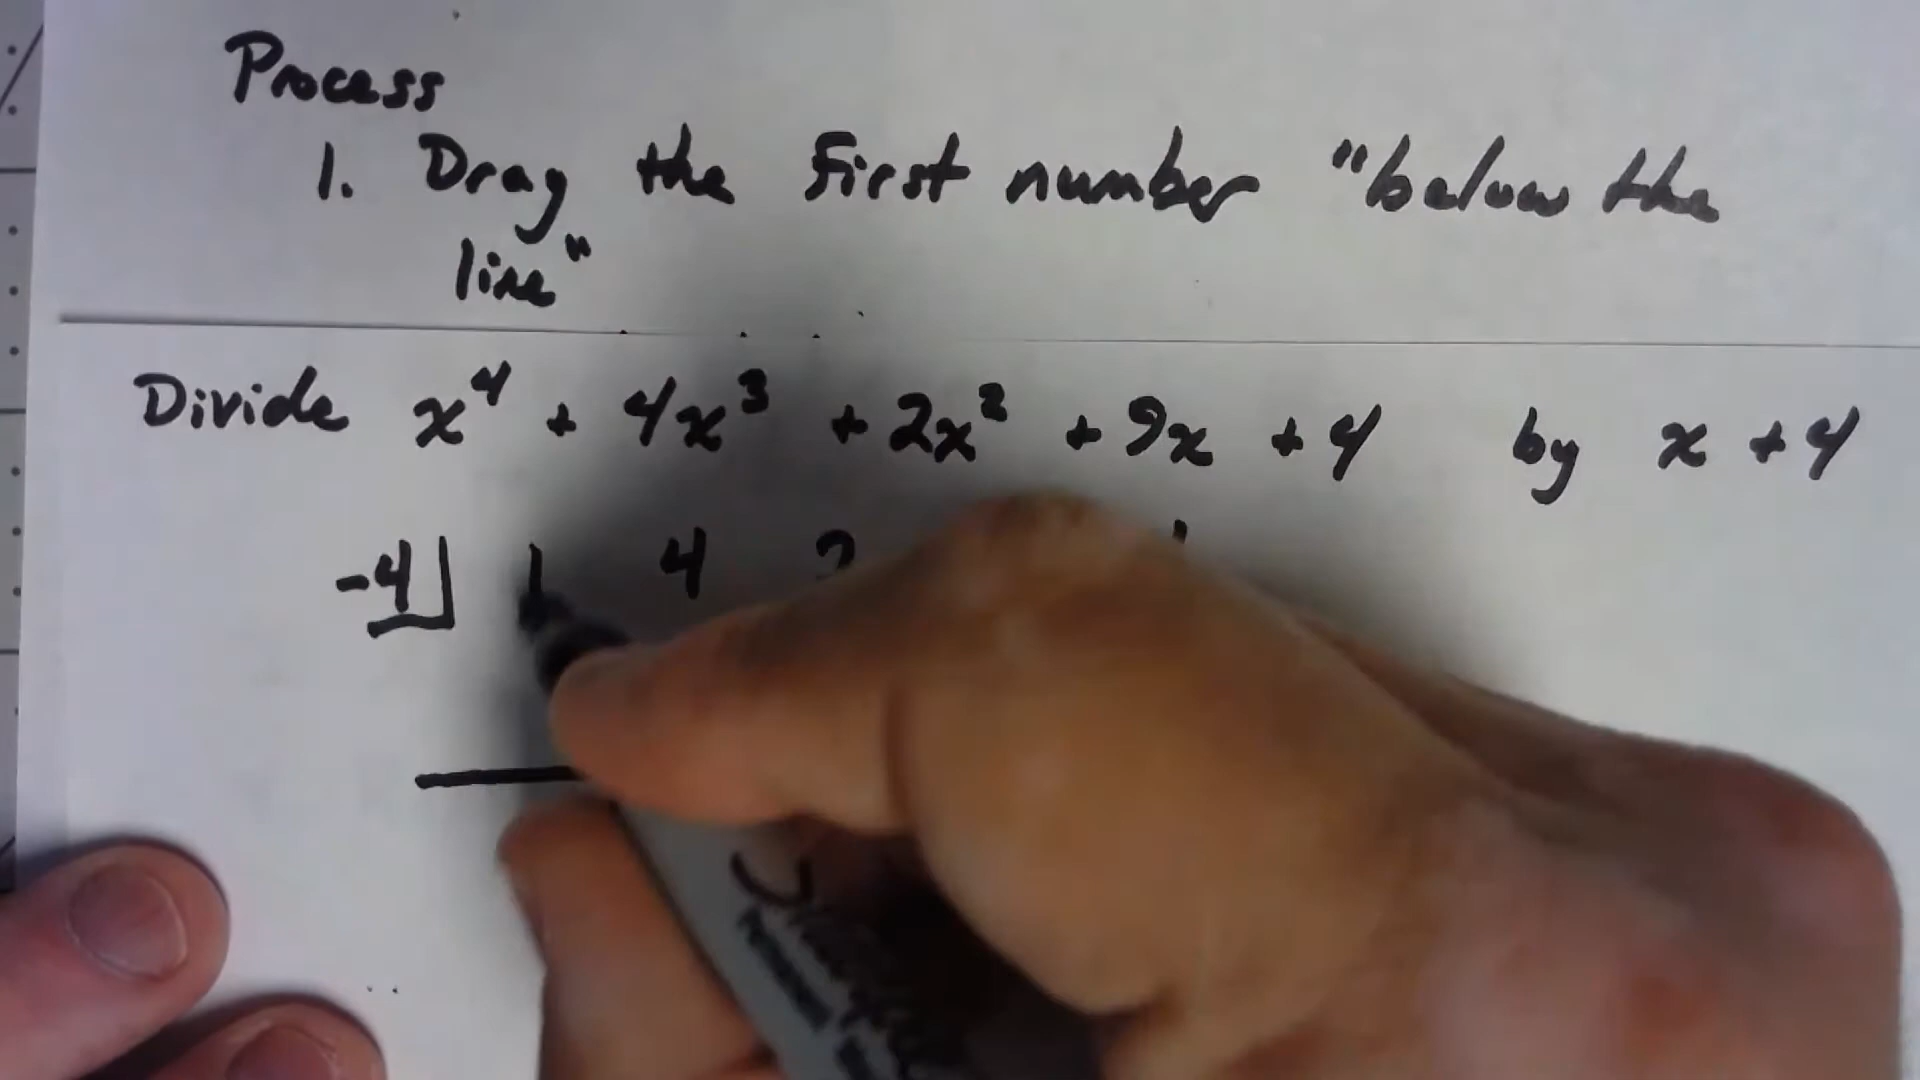 Process
1. Drag the first number "below the
line"
Divide x⁴ + 4x³ + 2x² + 9x + 4 by x + 4
-4 1 4 2